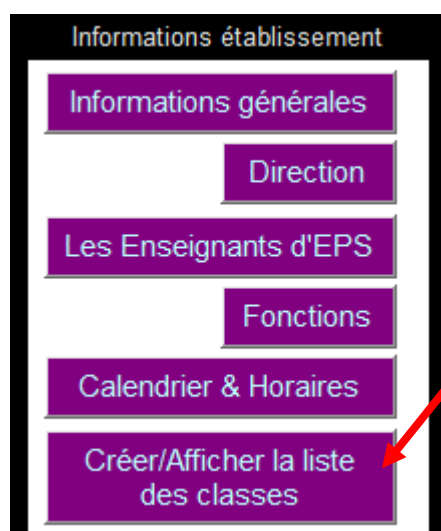 Informations établissement
Informations générales
Direction
Les Enseignants d'EPS
Fonctions
Calendrier & Horaires
Créer/Afficher la liste
des classes